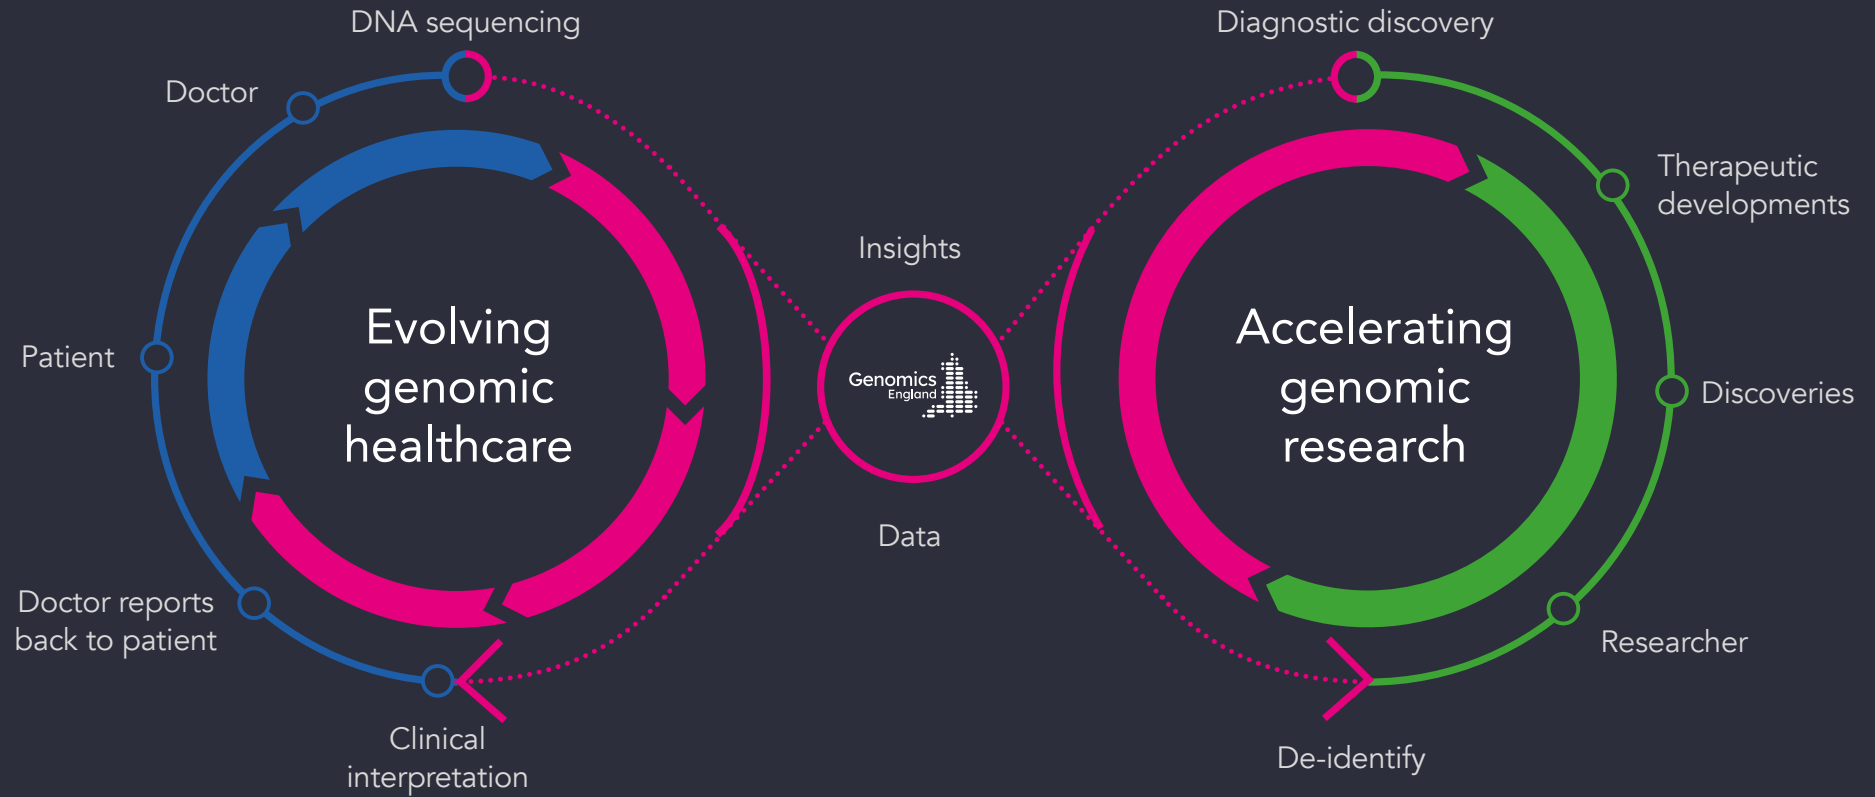 DNA sequencing
Diagnostic discovery
Doctor
Therapeutic
developments
Insights
Evolving
genomic
healthcare
Accelerating
genomic
research
Patient
Genomics
England
Discoveries
Data
Doctor reports
back to patient
Researcher
Clinical
interpretation
De-identify